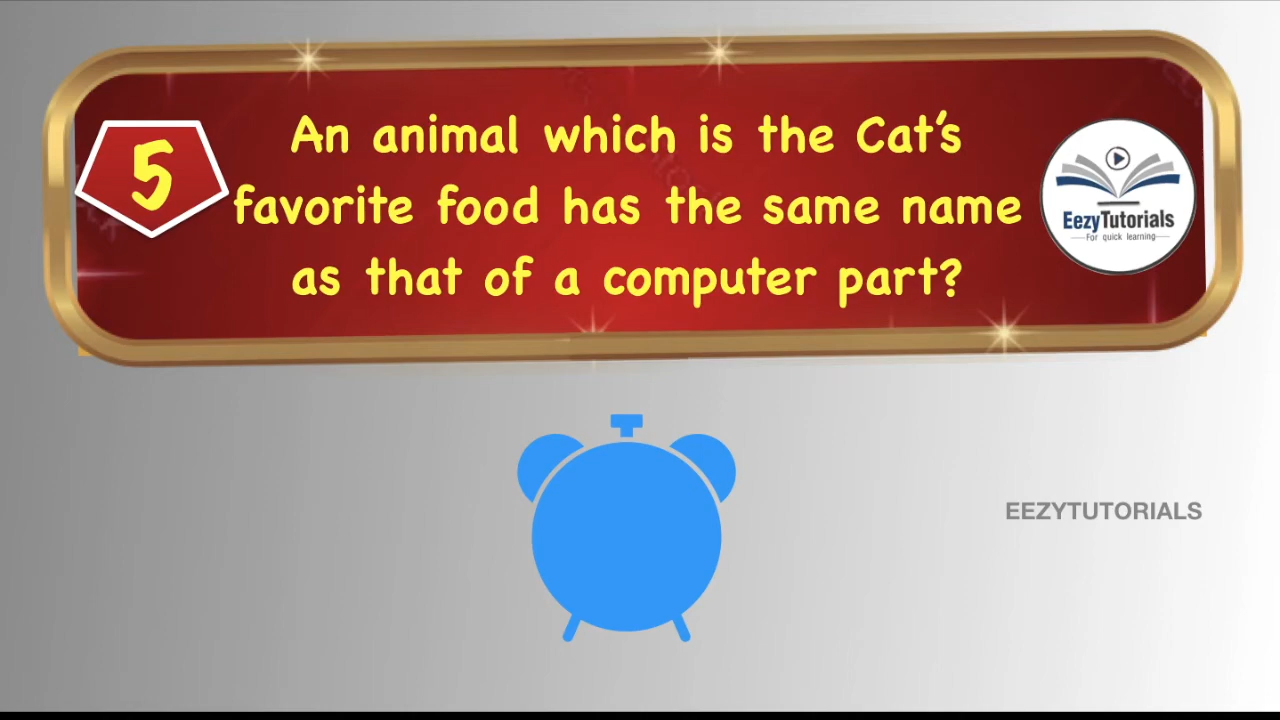 5
An animal which is the Cat's
favorite food has the same name
as that of a computer part?
EezyTutorials
For quick learning
EEZYTUTORIALS